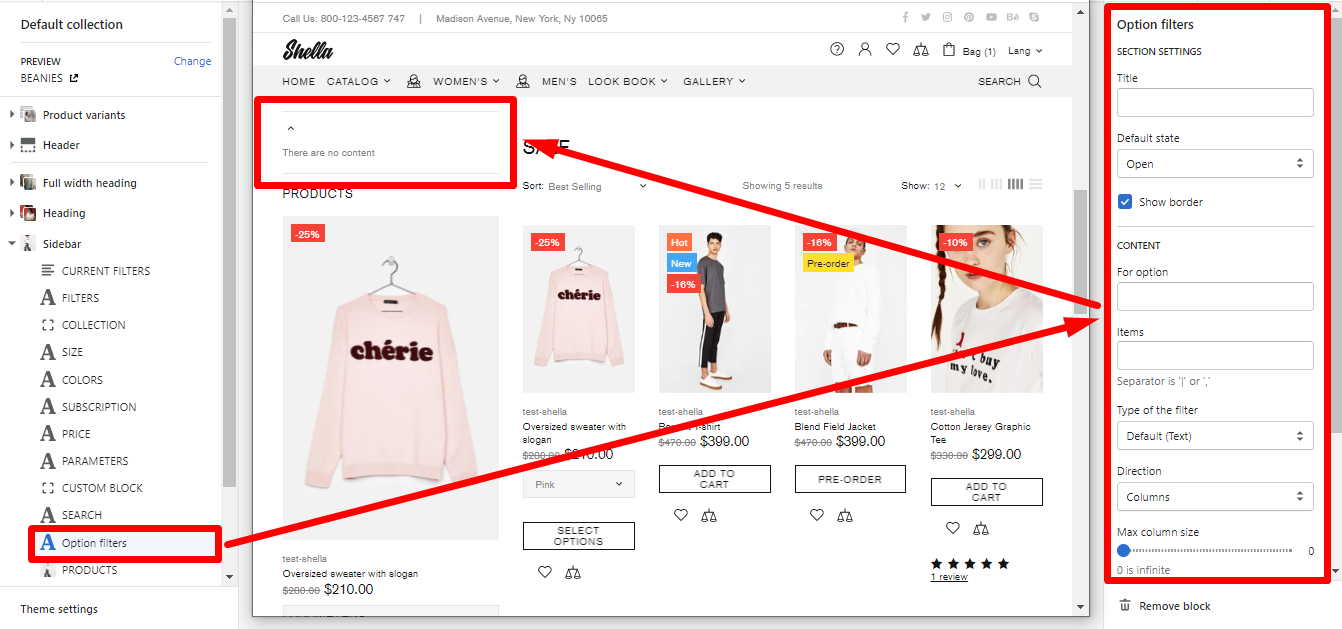 Default collection
PREVIEW
Change
BEANIES
Product variants
Header
Full width heading
Heading
Sidebar
CURRENT FILTERS
FILTERS
COLLECTION
SIZE
COLORS
SUBSCRIPTION
PRICE
PARAMETERS
CUSTOM BLOCK
SEARCH
Option filters
PRODUCTS
Theme settings
Call Us: 800-123-4567 747 | Madison Avenue, New York, Ny 10065
Shella
Bag (1) Lang
HOME CATALOG WOMEN'S MEN'S LOOK BOOK GALLERY SEARCH
There are no content
SALE
PRODUCTS
Sort: Best Selling Showing 5 results Show: 12
-25%
chérie
test-shella
Oversized sweater with slogan
$280.00 $210.00
-25%
chérie
test-shella
Oversized sweater with
slogan
$280.00 $210.00
Pink
SELECT
OPTIONS
Hot
New
-16%
test-shella
$470.00 $399.00
ADD TO
CART
-16%
Pre-order
test-shella
Blend Field Jacket
$470.00 $399.00
PRE-ORDER
-10%
buy
my love.
test-shella
Cotton Jersey Graphic
Tee
$330.00 $299.00
ADD TO
CART
1 review
Option filters
SECTION SETTINGS
Title
Default state
Open
Show border
CONTENT
For option
Items
Separator is '|' or ','
Type of the filter
Default (Text)
Direction
Columns
Max column size
0
0 is infinite
Remove block